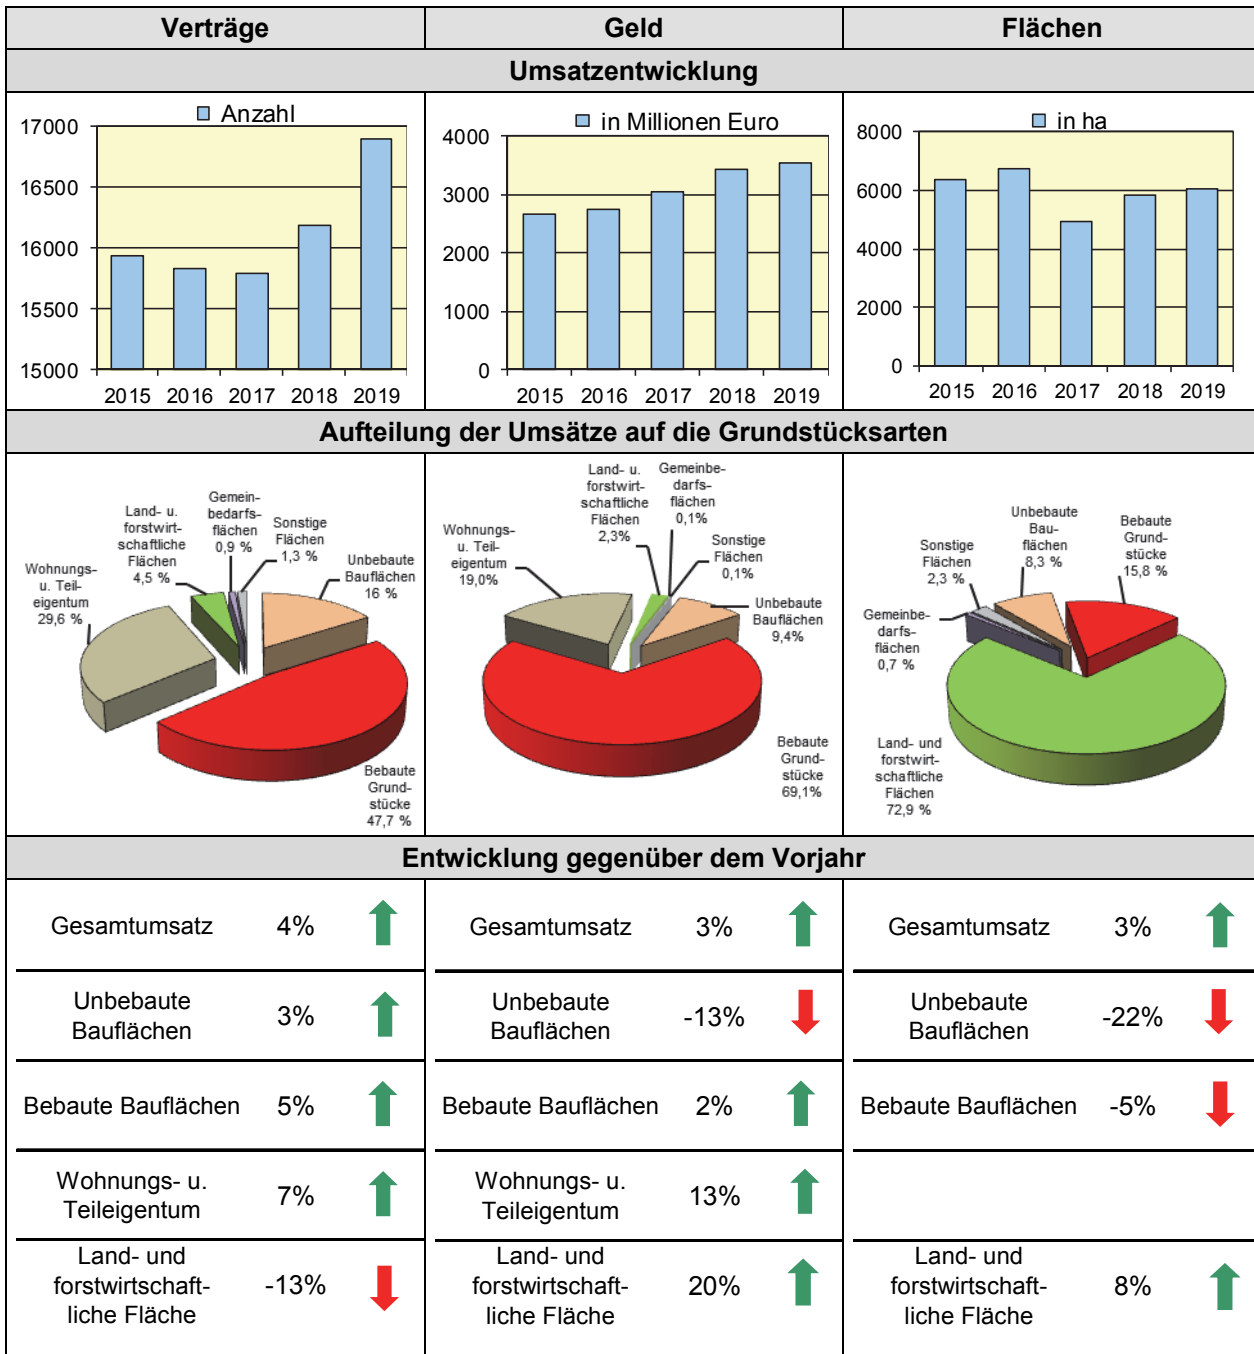 Verträge
Geld
Flächen
Umsatzentwicklung
Anzahl
17000
16500
16000
15500
15000
2015 2016 2017 2018 2019
in Millionen Euro
4000
3000
2000
1000
0
2015 2016 2017 2018 2019
in ha
8000
6000
4000
2000
0
2015 2016 2017 2018 2019
Aufteilung der Umsätze auf die Grundstücksarten
Wohnungs-
u. Teil-
eigentum
29,6 %
Land- u.
forstwirt-
schaftliche
Flächen
4,5 %
Gemein-
bedarfs-
flächen
0,9 %
Sonstige
Flächen
1,3 %
Unbebaute
Bauflächen
16 %
Bebaute
Grund-
stücke
47,7 %
Wohnungs-
u. Teil-
eigentum
19,0%
Land- u.
forstwirt-
schaftliche
Flächen
2,3%
Gemeinbe-
darfs-
flächen
0,1%
Sonstige
Flächen
0,1%
Unbebaute
Bauflächen
9,4%
Bebaute
Grund-
stücke
69,1%
Gemeinbe-
darfs-
flächen
0,7 %
Sonstige
Flächen
2,3 %
Unbebaute
Bau-
flächen
8,3 %
Bebaute
Grund-
stücke
15,8 %
Land- und
forstwirt-
schaftliche
Flächen
72,9 %
Entwicklung gegenüber dem Vorjahr
Gesamtumsatz 4%
Unbebaute
Bauflächen 3%
Bebaute Bauflächen 5%
Wohnungs- u.
Teileigentum 7%
Land- und
forstwirtschaft-
liche Fläche -13%
Gesamtumsatz 3%
Unbebaute
Bauflächen -13%
Bebaute Bauflächen 2%
Wohnungs- u.
Teileigentum 13%
Land- und
forstwirtschaft-
liche Fläche 20%
Gesamtumsatz 3%
Unbebaute
Bauflächen -22%
Bebaute Bauflächen -5%
Land- und
forstwirtschaft-
liche Fläche 8%